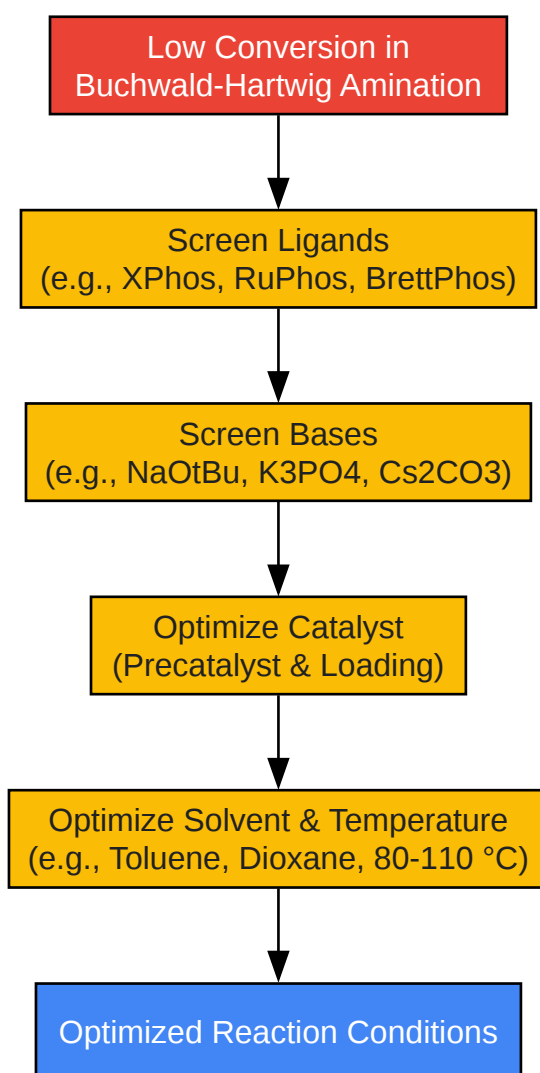 Low Conversion in
Buchwald-Hartwig Amination
Screen Ligands
(e.g., XPhos, RuPhos, BrettPhos)
Screen Bases
(e.g., NaOtBu, K3PO4, Cs2CO3)
Optimize Catalyst
(Precatalyst & Loading)
Optimize Solvent & Temperature
(e.g., Toluene, Dioxane, 80-110 °C)
Optimized Reaction Conditions